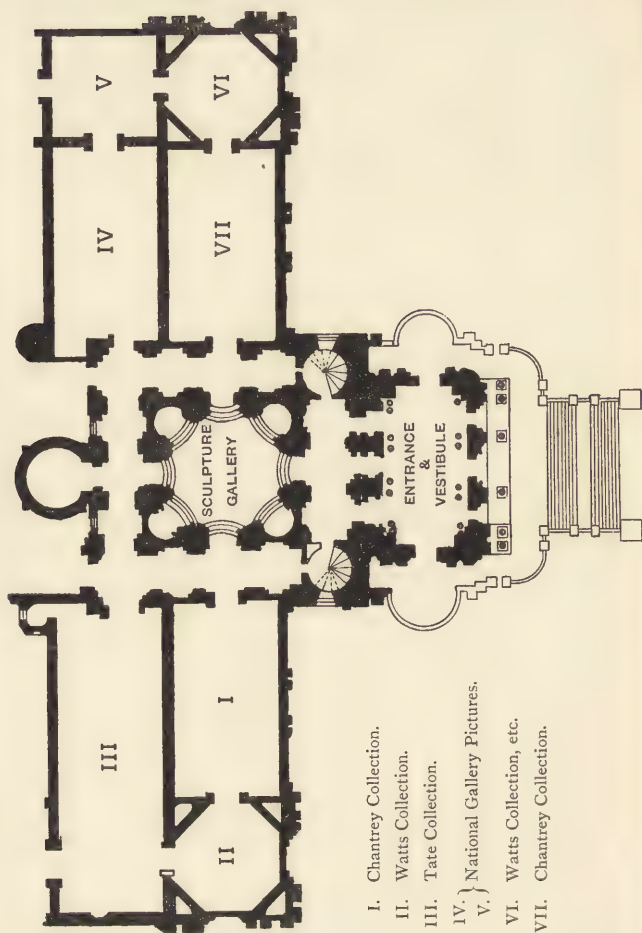 V
VI
IV
VII
SCULPTURE
GALLERY
ENTRANCE
&
VESTIBULE
III
I
II
I. Chantrey Collection.
II. Watts Collection.
III. Tate Collection.
IV. } National Gallery Pictures.
V.
VI. Watts Collection, etc.
VII. Chantrey Collection.